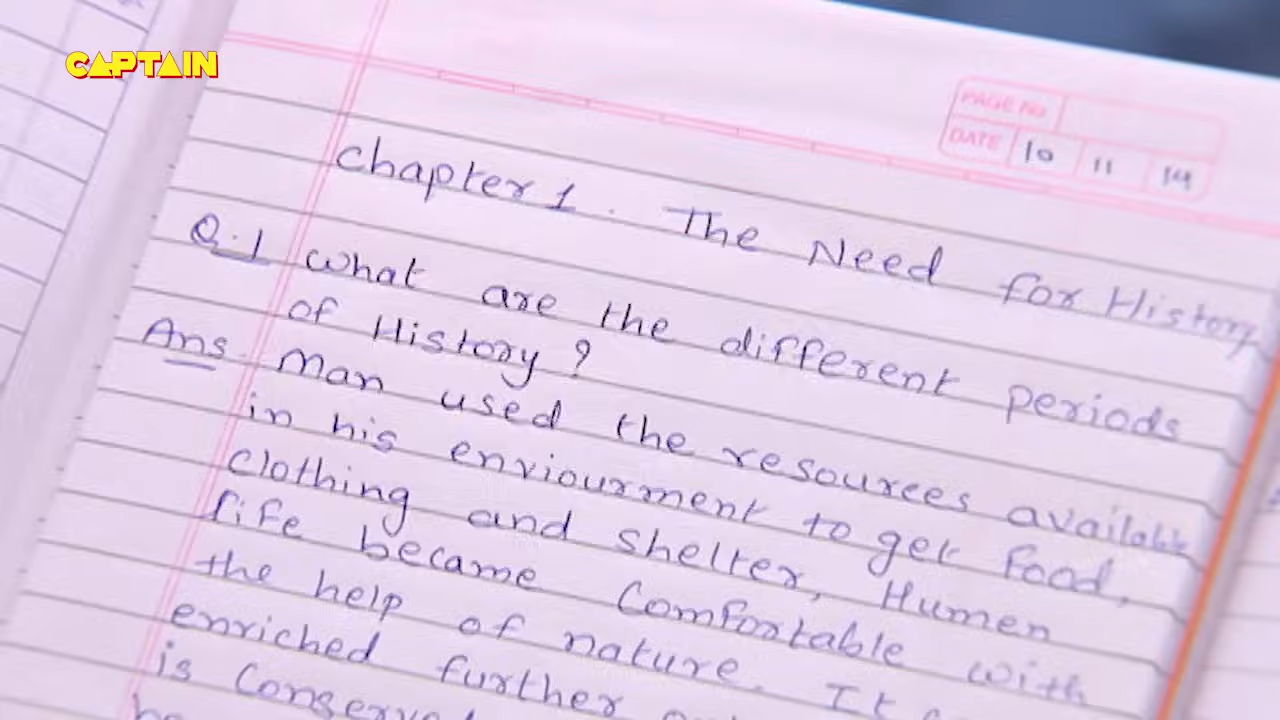 CAPTAIN
PAGE No
DATE 10 11 14
Chapter 1. The Need for History
Q.1 What are the different periods
of History?
Ans. Man used the resources available
in his enviourment to get food,
clothing and shelter, Humen
life became Comfortable with
the help of nature. It
enriched further
is